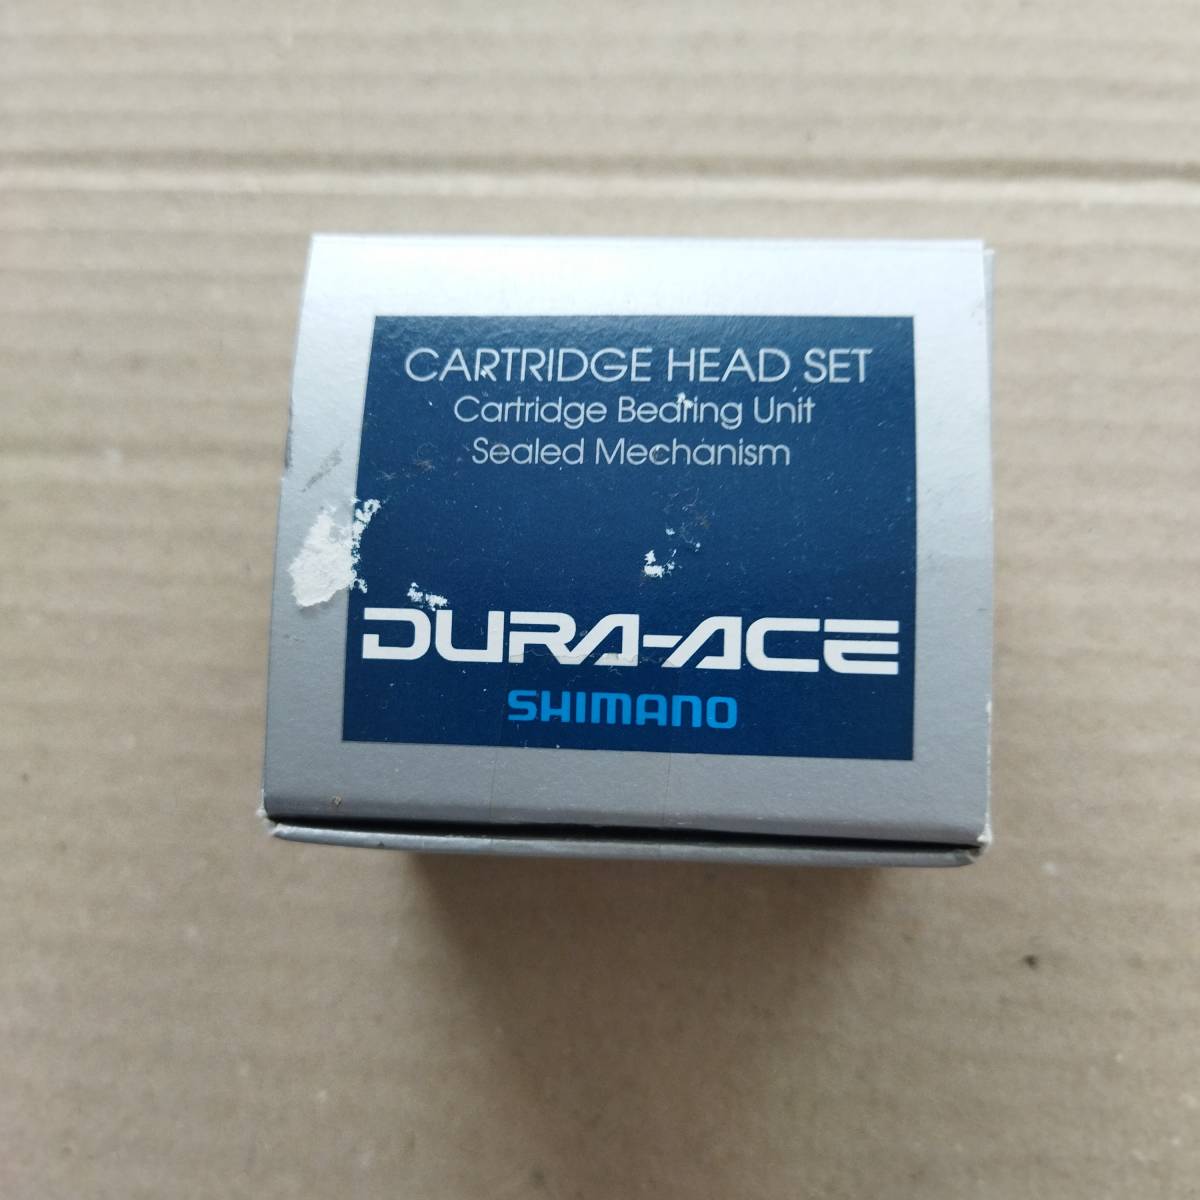 CARTRIDGE HEAD SET
Cartridge Bearing Unit
Sealed Mechanism
DURA-ACE
SHIMANO